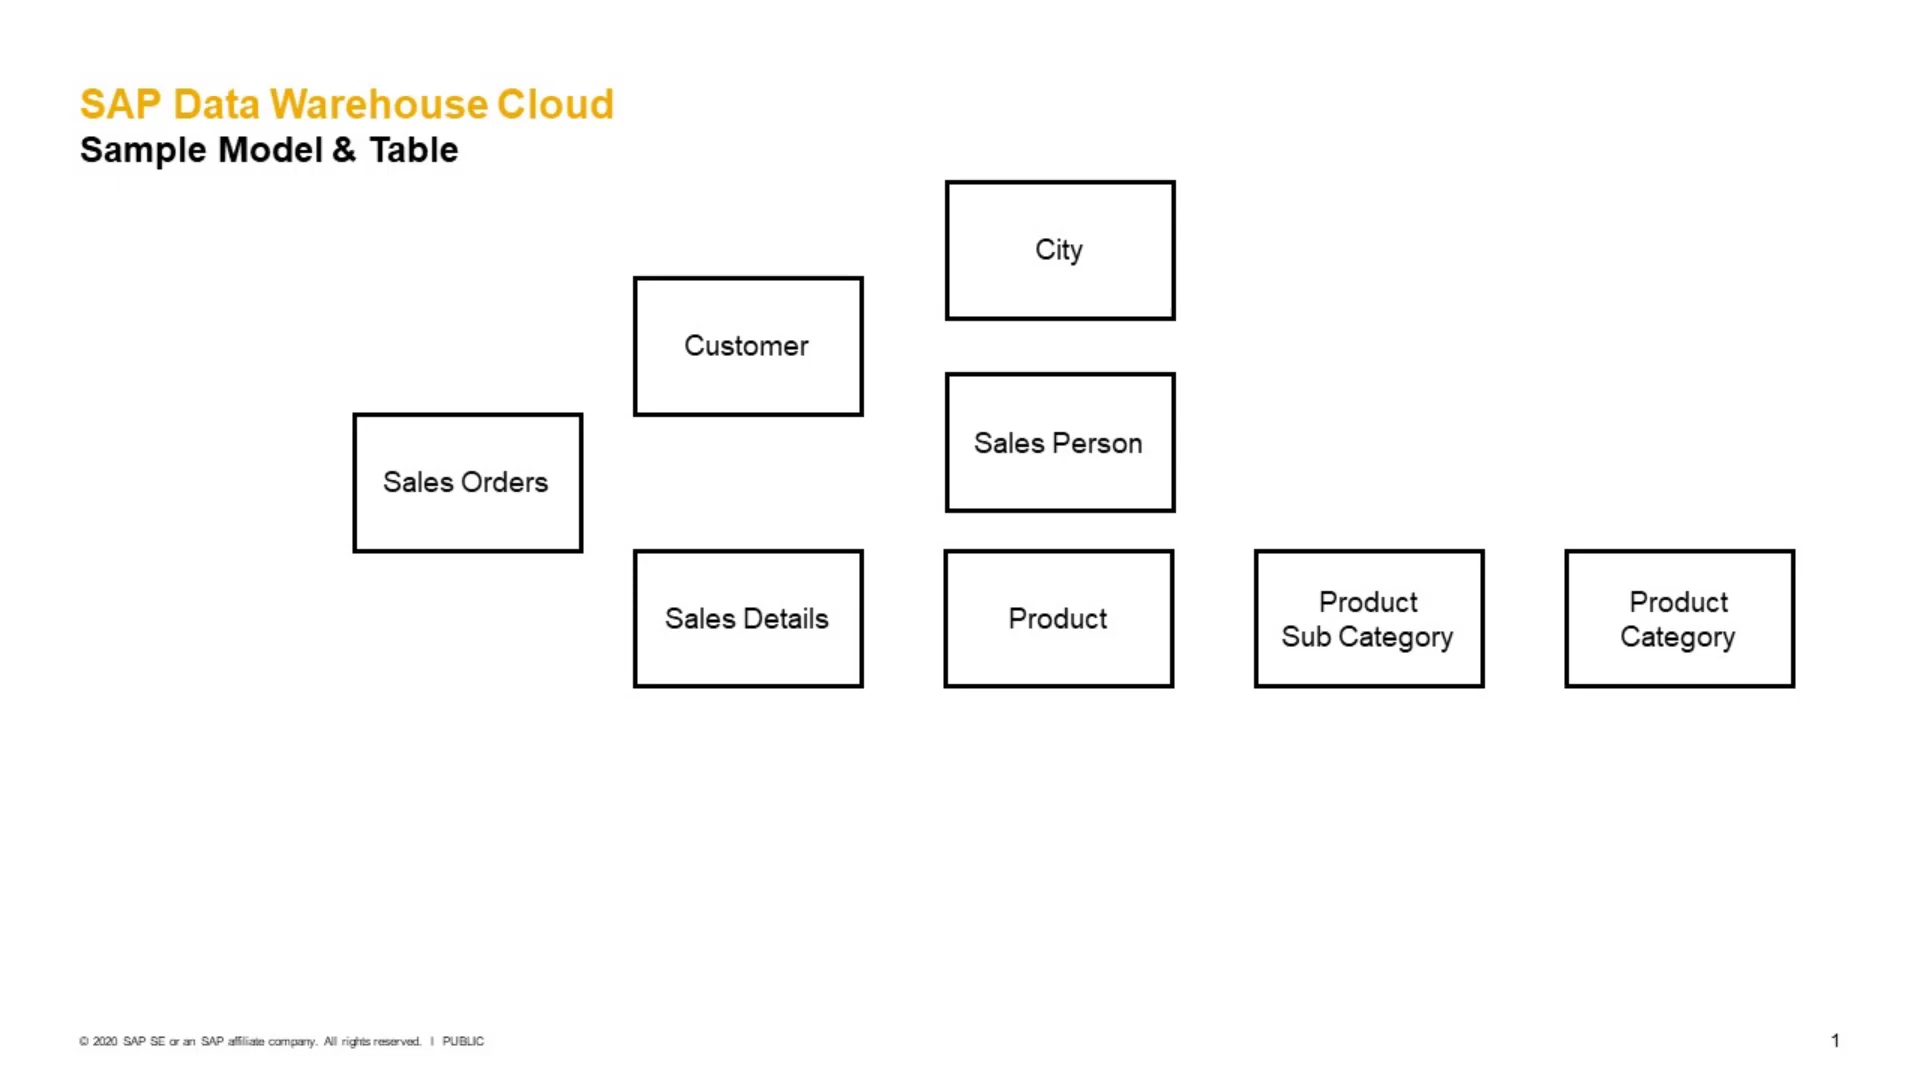 SAP Data Warehouse Cloud
Sample Model & Table
City
Customer
Sales Person
Sales Orders
Sales Details
Product
Product
Sub Category
Product
Category
© 2020 SAP SE or an SAP affiliate company. All rights reserved. I PUBLIC
1